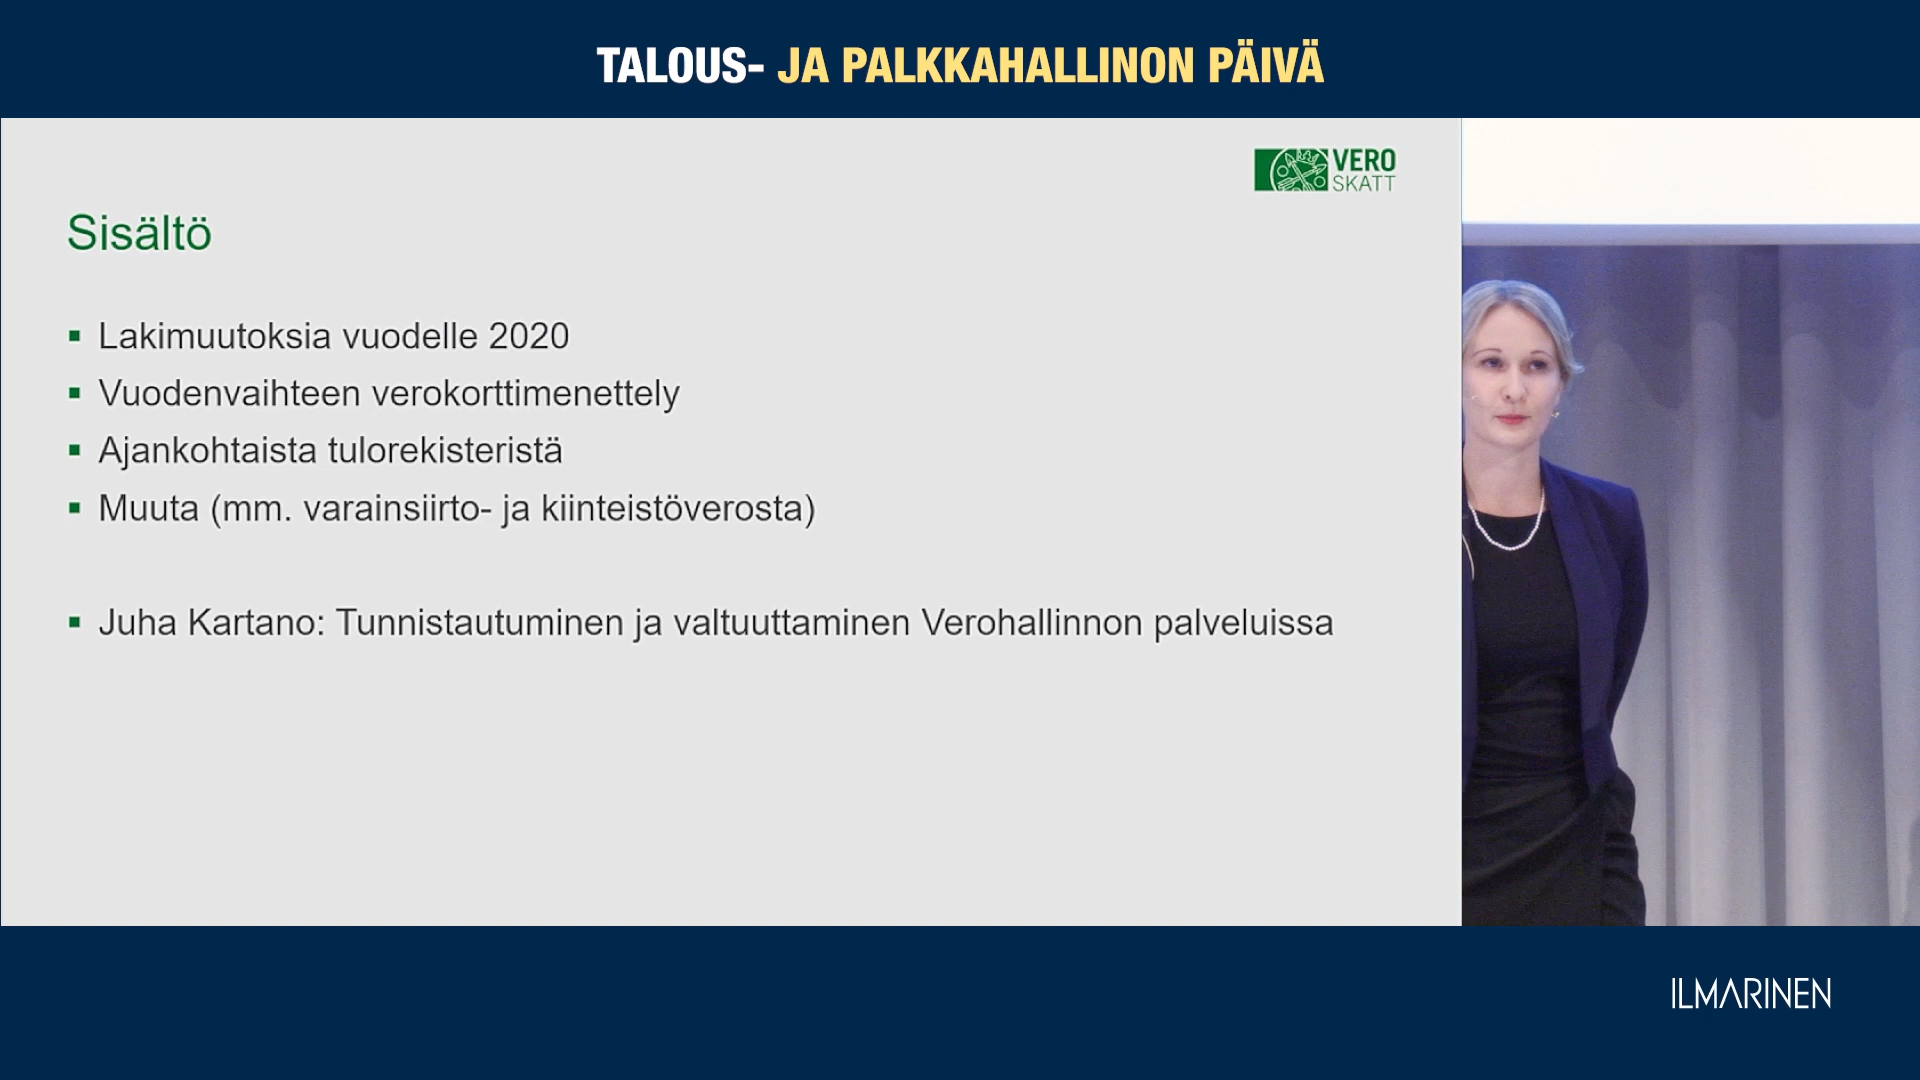 TALOUS- JA PALKKAHALLINON PÄIVÄ
VERO
SKATT
Sisältö
Lakimuutoksia vuodelle 2020
Vuodenvaihteen verokorttimenettely
Ajankohtaista tulorekisteristä
Muuta (mm. varainsiirto- ja kiinteistöverosta)
Juha Kartano: Tunnistautuminen ja valtuuttaminen Verohallinnon palveluissa
ILMARINEN